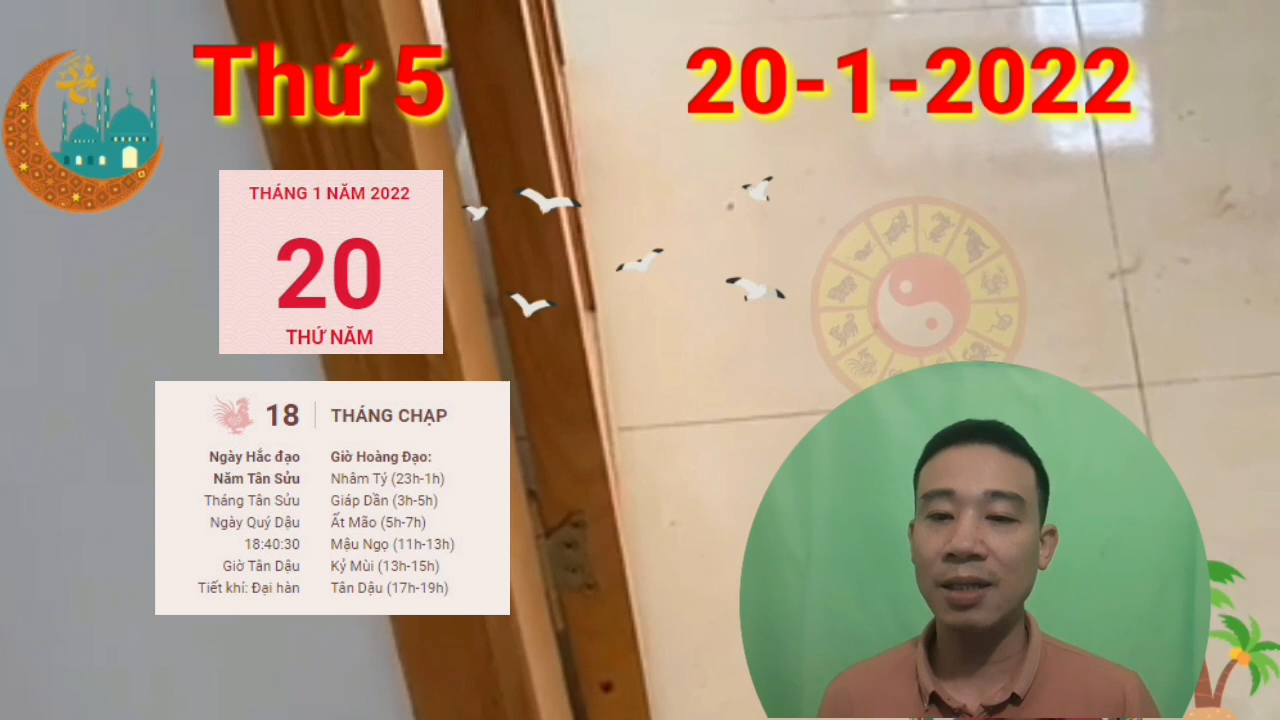 Thứ 5 20-1-2022
THÁNG 1 NĂM 2022
20
THỨ NĂM
18 THÁNG CHẠP
Ngày Hắc đạo Giờ Hoàng Đạo:
Năm Tân Sửu Nhâm Tý (23h-1h)
Tháng Tân Sửu Giáp Dần (3h-5h)
Ngày Quý Dậu Ất Mão (5h-7h)
18:40:30 Mậu Ngọ (11h-13h)
Giờ Tân Dậu Kỷ Mùi (13h-15h)
Tiết khí: Đại hàn Tân Dậu (17h-19h)